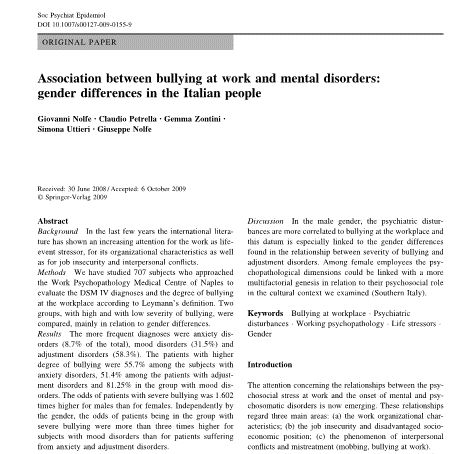 Soc Psychiat Epidemiol
DOI 10.1007/s00127-009-0155-9
ORIGINAL PAPER
Association between bullying at work and mental disorders:
gender differences in the Italian people
Giovanni Nolfe · Claudio Petrella · Gemma Zontini ·
Simona Uttieri · Giuseppe Nolfe
Received: 30 June 2008 / Accepted: 6 October 2009
© Springer-Verlag 2009
Abstract
Background In the last few years the international litera-
ture has shown an increasing attention for the work as life-
event stressor, for its organizational characteristics as well
as for job insecurity and interpersonal conflicts.
Methods We have studied 707 subjects who approached
the Work Psychopathology Medical Centre of Naples to
evaluate the DSM IV diagnoses and the degree of bullying
at the workplace according to Leymann's definition. Two
groups, with high and with low severity of bullying, were
compared, mainly in relation to gender differences.
Results The more frequent diagnoses were anxiety dis-
orders (8.7% of the total), mood disorders (31.5%) and
adjustment disorders (58.3%). The patients with higher
degree of bullying were 55.7% among the subjects with
anxiety disorders, 51.4% among the patients with adjust-
ment disorders and 81.25% in the group with mood dis-
orders. The odds of patients with severe bullying was 1.602
times higher for males than for females. Independently by
the gender, the odds of patients being in the group with
severe bullying were more than three times higher for
subjects with mood disorders than for patients suffering
from anxiety and adjustment disorders.
Discussion In the male gender, the psychiatric distur-
bances are more correlated to bullying at the workplace and
this datum is especially linked to the gender differences
found in the relationship between severity of bullying and
adjustment disorders. Among female employees the psy-
chopathological dimensions could be linked with a more
multifactorial genesis in relation to their psychosocial role
in the cultural context we examined (Southern Italy).
Keywords Bullying at workplace · Psychiatric
disturbances · Working psychopathology · Life stressors ·
Gender
Introduction
The attention concerning the relationships between the psy-
chosocial stress at work and the onset of mental and psy-
chosomatic disorders is now emerging. These relationships
regard three main areas: (a) the work organizational char-
acteristics; (b) the job insecurity and disadvantaged socio-
economic position; (c) the phenomenon of interpersonal
conflicts and mistreatment (mobbing, bullying at work).